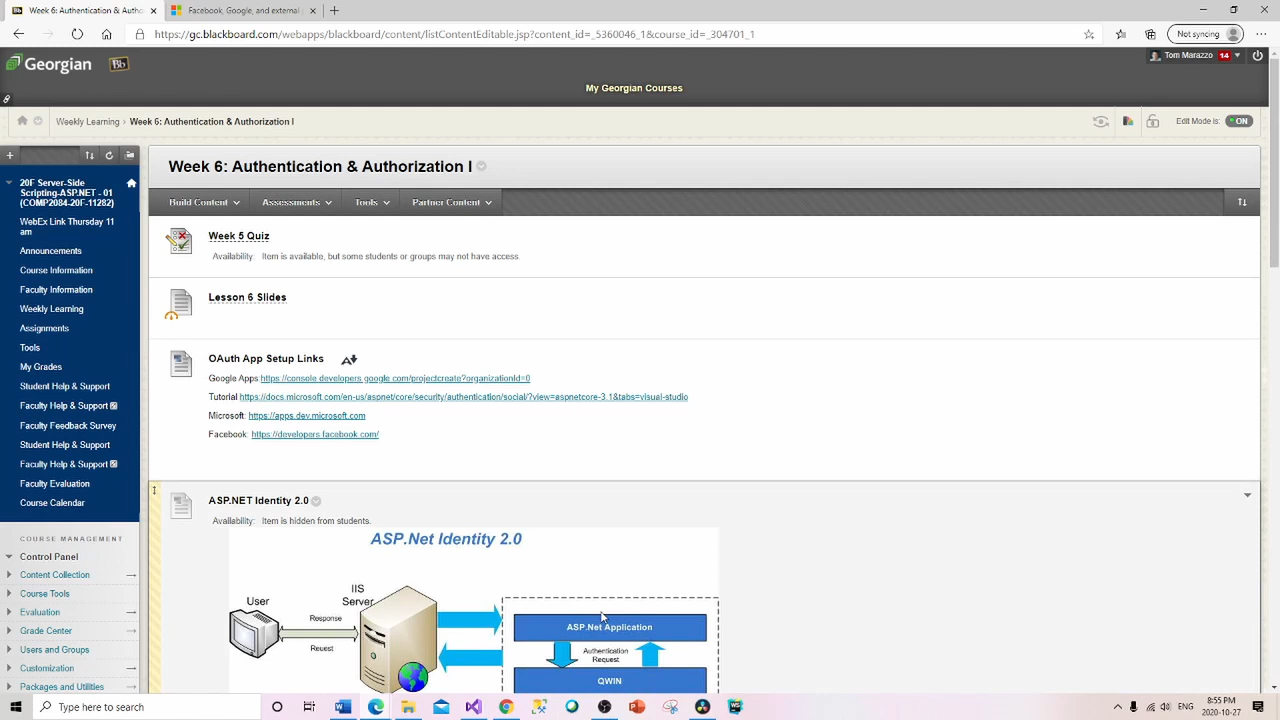 Week 6: Authentication & Autho
Facebook, Google, and external
https://gc.blackboard.com/webapps/blackboard/content/listContentEditable.jsp?content_id=_5360046_1&course_id=_304701_1
Not syncing
Georgian
Bb
Tom Marazzo 14
My Georgian Courses
Weekly Learning > Week 6: Authentication & Authorization I
Edit Mode is: ON
Week 6: Authentication & Authorization I
Build Content
Assessments
Tools
Partner Content
20F Server-Side
Scripting-ASP.NET - 01
(COMP2084-20F-11282)
WebEx Link Thursday 11
am
Announcements
Course Information
Faculty Information
Weekly Learning
Assignments
Tools
My Grades
Student Help & Support
Faculty Help & Support
Faculty Feedback Survey
Student Help & Support
Faculty Help & Support
Faculty Evaluation
Course Calendar
COURSE MANAGEMENT
Control Panel
Content Collection
Course Tools
Evaluation
Grade Center
Users and Groups
Customization
Packages and Utilities
Week 5 Quiz
Availability: Item is available, but some students or groups may not have access.
Lesson 6 Slides
OAuth App Setup Links
Google Apps https://console.developers.google.com/projectcreate?organizationId=0
Tutorial https://docs.microsoft.com/en-us/aspnet/core/security/authentication/social/?view=aspnetcore-3.1&tabs=visual-studio
Microsoft: https://apps.dev.microsoft.com
Facebook: https://developers.facebook.com/
ASP.NET Identity 2.0
Availability: Item is hidden from students.
ASP.Net Identity 2.0
User
IIS
Server
Response
Reuest
ASP.Net Application
Authentication
Request
QWIN
Type here to search
8:55 PM
2020-10-27